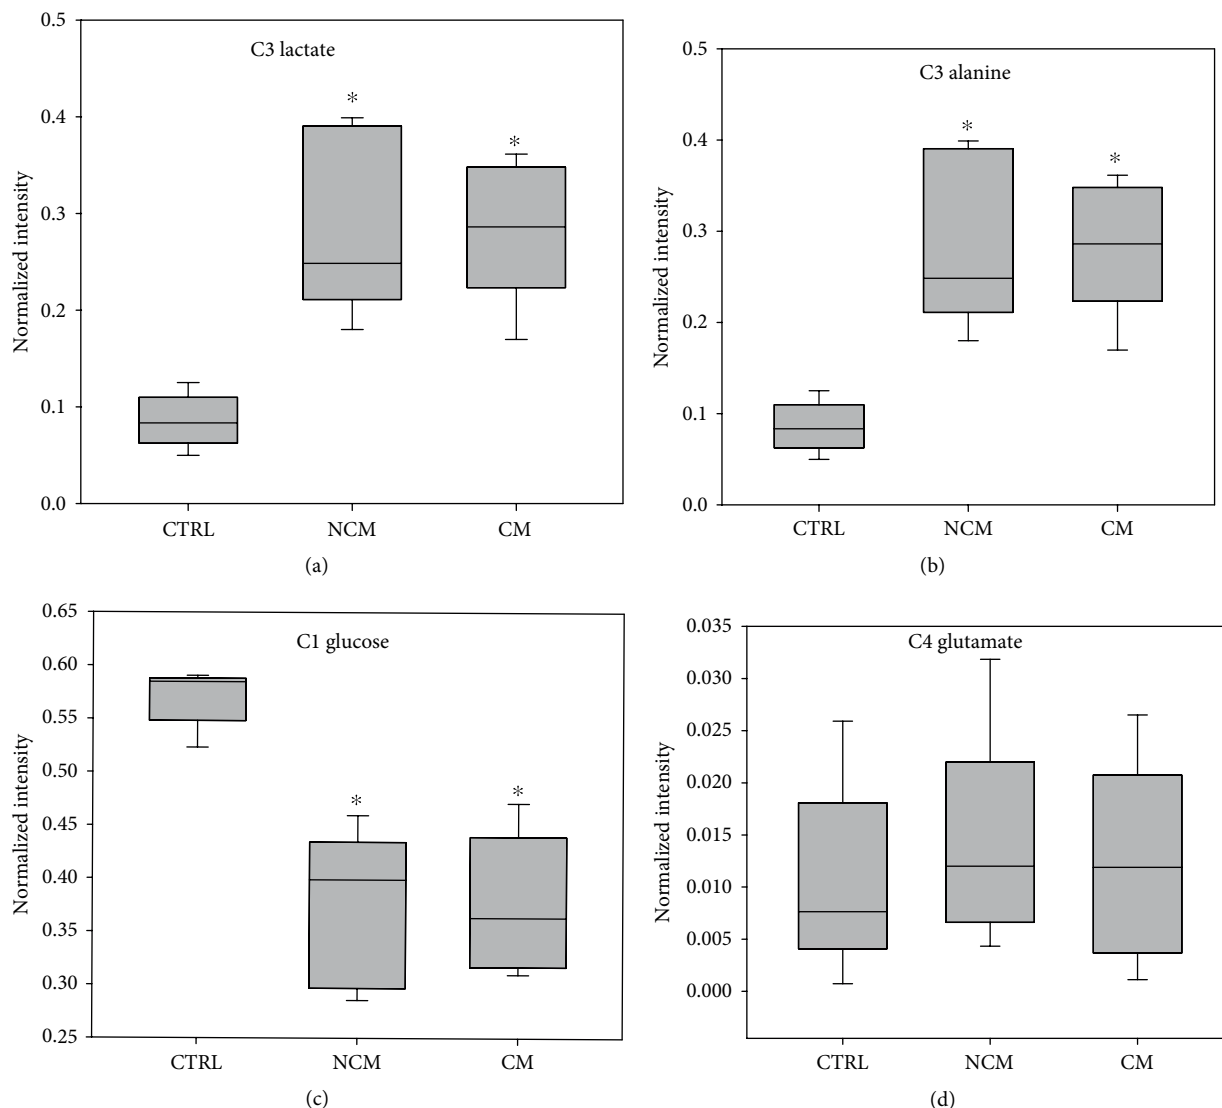 C3 lactate
Normalized intensity
0.5
0.4
0.3
0.2
0.1
0.0
*
*
CTRL NCM CM
(a)
C3 alanine
Normalized intensity
0.5
0.4
0.3
0.2
0.1
0.0
*
*
CTRL NCM CM
(b)
C1 glucose
Normalized intensity
0.65
0.60
0.55
0.50
0.45
0.40
0.35
0.30
0.25
*
*
CTRL NCM CM
(c)
C4 glutamate
Normalized intensity
0.035
0.030
0.025
0.020
0.015
0.010
0.005
0.000
CTRL NCM CM
(d)